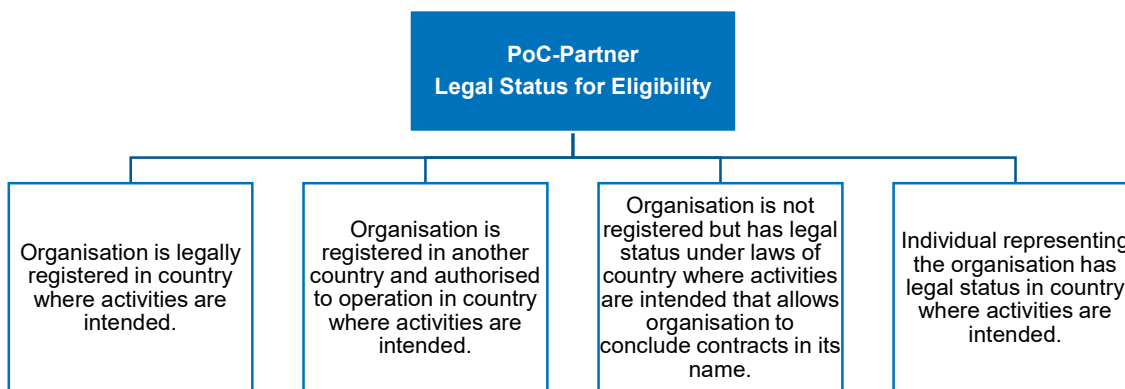 PoC-Partner
Legal Status for Eligibility
Organisation is legally
registered in country
where activities are
intended.
Organisation is
registered in another
country and authorised
to operation in country
where activities are
intended.
Organisation is not
registered but has legal
status under laws of
country where activities
are intended that allows
organisation to
conclude contracts in its
name.
Individual representing
the organisation has
legal status in country
where activities are
intended.